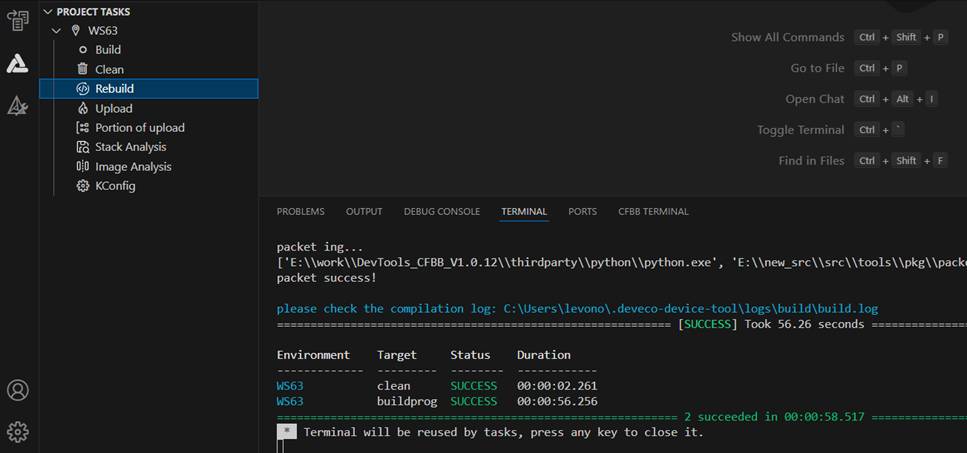 PROJECT TASKS
WS63
Build
Clean
Rebuild
Upload
Portion of upload
Stack Analysis
Image Analysis
KConfig
Show All Commands Ctrl + Shift + P
Go to File Ctrl + P
Open Chat Ctrl + Alt + I
Toggle Terminal Ctrl + `
Find in Files Ctrl + Shift + F
PROBLEMS OUTPUT DEBUG CONSOLE TERMINAL PORTS CFBB TERMINAL
packet ing...
['E:\\work\\DevTools_CFBB_V1.0.12\\thirdparty\\python\\python.exe', 'E:\\new_src\\src\\tools\\pkg\\packe
packet success!
please check the compilation log: C:\Users\levono\.deveco-device-tool\logs\build\build.log
=========================================================== [SUCCESS] Took 56.26 seconds ===============
Environment Target Status Duration
------------- --------- -------- ------------
WS63 clean SUCCESS 00:00:02.261
WS63 buildprog SUCCESS 00:00:56.256
============================================================ 2 succeeded in 00:00:58.517 ===============
* Terminal will be reused by tasks, press any key to close it.